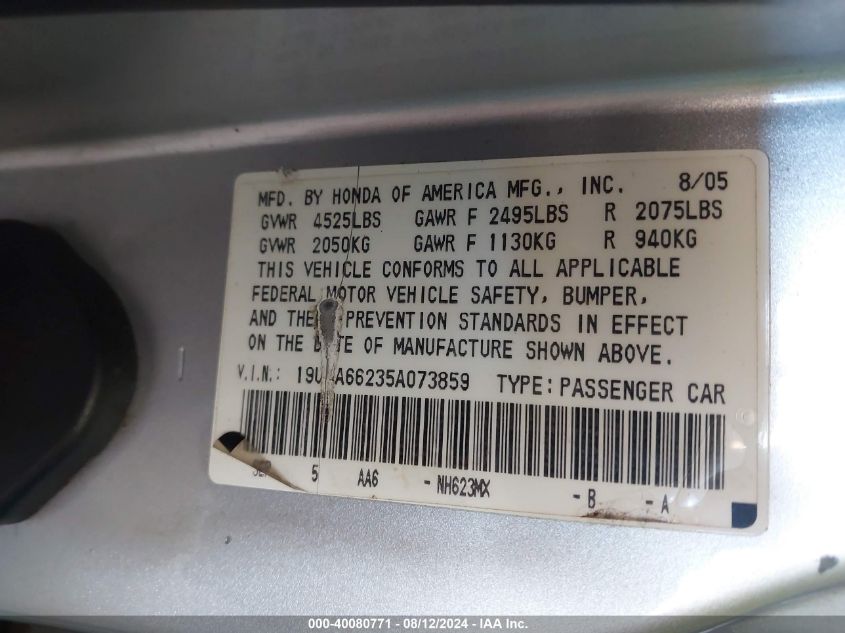 MFD. BY HONDA OF AMERICA MFG., INC. 8/05
GVWR 4525LBS GAWR F 2495LBS R 2075LBS
GVWR 2050KG GAWR F 1130KG R 940KG
THIS VEHICLE CONFORMS TO ALL APPLICABLE
FEDERAL MOTOR VEHICLE SAFETY, BUMPER,
AND PREVENTION STANDARDS IN EFFECT
ON THE OF MANUFACTURE SHOWN ABOVE.
V.I.N.: TYPE: PASSENGER CAR
5 AA6 - NH623MX - B - A
000-40080771 - 08/12/2024 - IAA Inc.